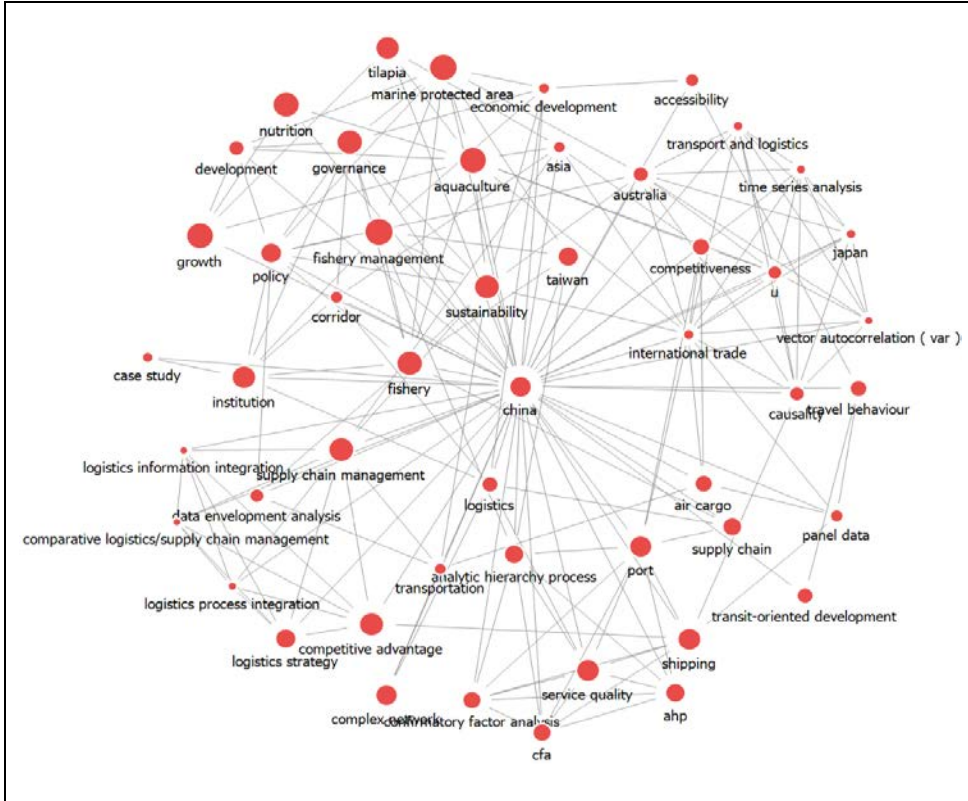 tilapia
marine protected area
economic development
accessibility
nutrition
transport and logistics
development
governance
aquaculture
asia
australia
time series analysis
growth
policy
fishery management
taiwan
competitiveness
japan
u
corridor
sustainability
international trade
vector autocorrelation ( var )
case study
institution
fishery
china
causality
travel behaviour
logistics information integration
supply chain management
data envelopment analysis
logistics
air cargo
comparative logistics/supply chain management
supply chain
panel data
analytic hierarchy process
transportation
port
logistics process integration
transit-oriented development
logistics strategy
competitive advantage
shipping
service quality
complex network
confirmatory factor analysis
ahp
cfa